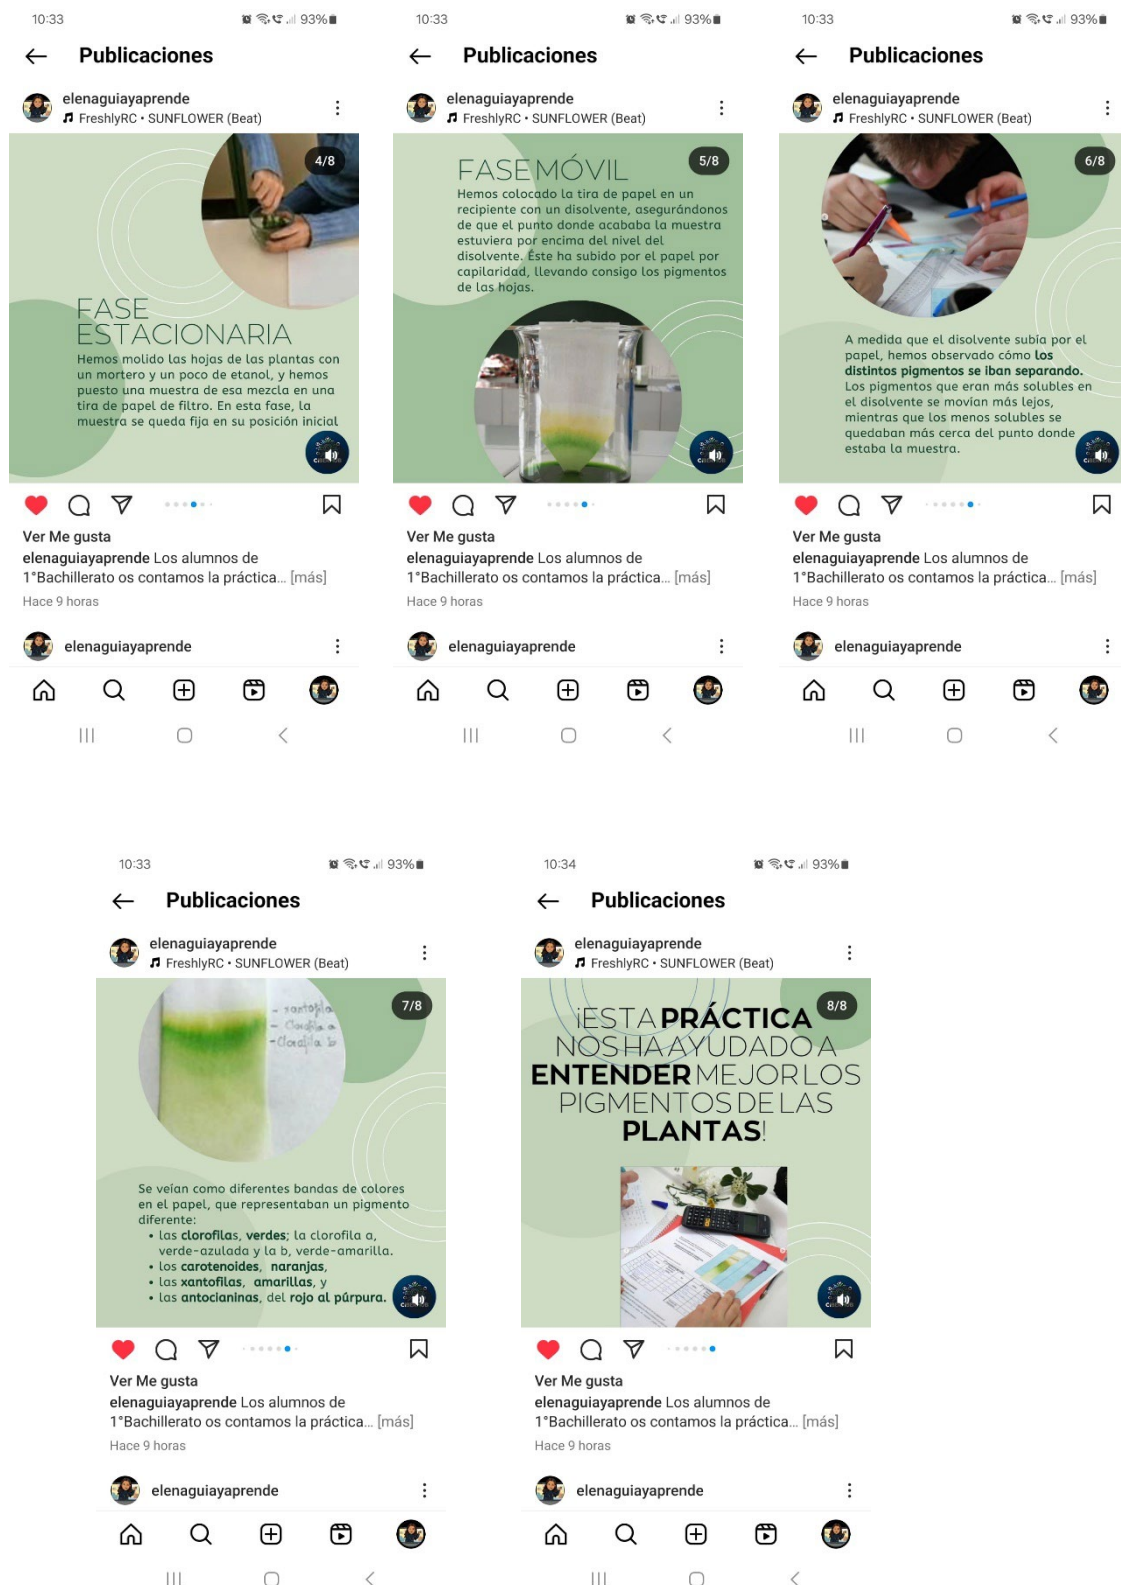 10:33
93%
Publicaciones
elenaguiayaprende
FreshlyRC • SUNFLOWER (Beat)
4/8
FASE
ESTACIONARIA
Hemos molido las hojas de las plantas con
un mortero y un poco de etanol, y hemos
puesto una muestra de esa mezcla en una
tira de papel de filtro. En esta fase, la
muestra se queda fija en su posición inicial
Ver Me gusta
elenaguiayaprende Los alumnos de
1°Bachillerato os contamos la práctica... [más]
Hace 9 horas
elenaguiayaprende
10:33
93%
Publicaciones
elenaguiayaprende
FreshlyRC • SUNFLOWER (Beat)
5/8
FASE MÓVIL
Hemos colocado la tira de papel en un
recipiente con un disolvente, asegurándonos
de que el punto donde acababa la muestra
estuviera por encima del nivel del
disolvente. Éste ha subido por el papel por
capilaridad, llevando consigo los pigmentos
de las hojas.
Ver Me gusta
elenaguiayaprende Los alumnos de
1°Bachillerato os contamos la práctica... [más]
Hace 9 horas
elenaguiayaprende
10:33
93%
Publicaciones
elenaguiayaprende
FreshlyRC • SUNFLOWER (Beat)
6/8
A medida que el disolvente subía por el
papel, hemos observado cómo los
distintos pigmentos se iban separando.
Los pigmentos que eran más solubles en
el disolvente se movían más lejos,
mientras que los menos solubles se
quedaban más cerca del punto donde
estaba la muestra.
Ver Me gusta
elenaguiayaprende Los alumnos de
1°Bachillerato os contamos la práctica... [más]
Hace 9 horas
elenaguiayaprende
10:33
93%
Publicaciones
elenaguiayaprende
FreshlyRC • SUNFLOWER (Beat)
7/8
- xantofila
- Clorofila a
- Clorofila b
Se veían como diferentes bandas de colores
en el papel, que representaban un pigmento
diferente:
• las clorofilas, verdes; la clorofila a,
verde-azulada y la b, verde-amarilla.
• los carotenoides, naranjas,
• las xantofilas, amarillas, y
• las antocianinas, del rojo al púrpura.
Ver Me gusta
elenaguiayaprende Los alumnos de
1°Bachillerato os contamos la práctica... [más]
Hace 9 horas
elenaguiayaprende
10:34
93%
Publicaciones
elenaguiayaprende
FreshlyRC • SUNFLOWER (Beat)
8/8
¡ESTA PRÁCTICA
NOS HA AYUDADO A
ENTENDER MEJOR LOS
PIGMENTOS DE LAS
PLANTAS!
Ver Me gusta
elenaguiayaprende Los alumnos de
1°Bachillerato os contamos la práctica... [más]
Hace 9 horas
elenaguiayaprende